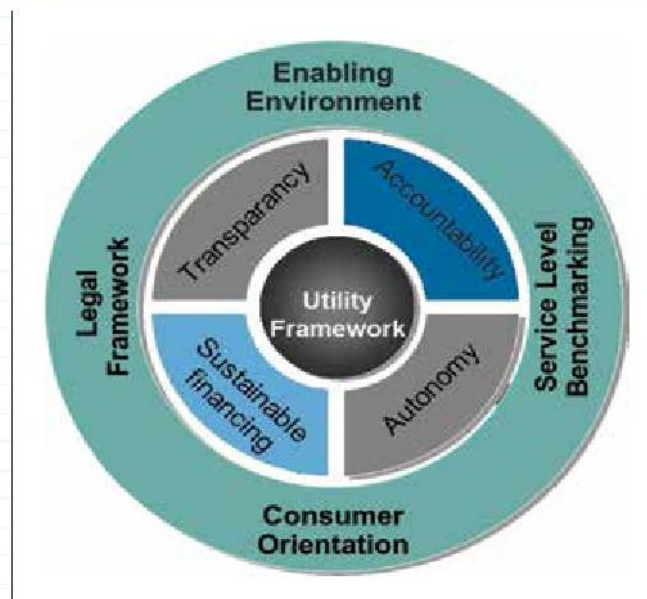 Enabling
Environment
Transparancy
Accountability
Legal
Framework
Utility
Framework
Service Level
Benchmarking
Sustainable
financing
Autonomy
Consumer
Orientation